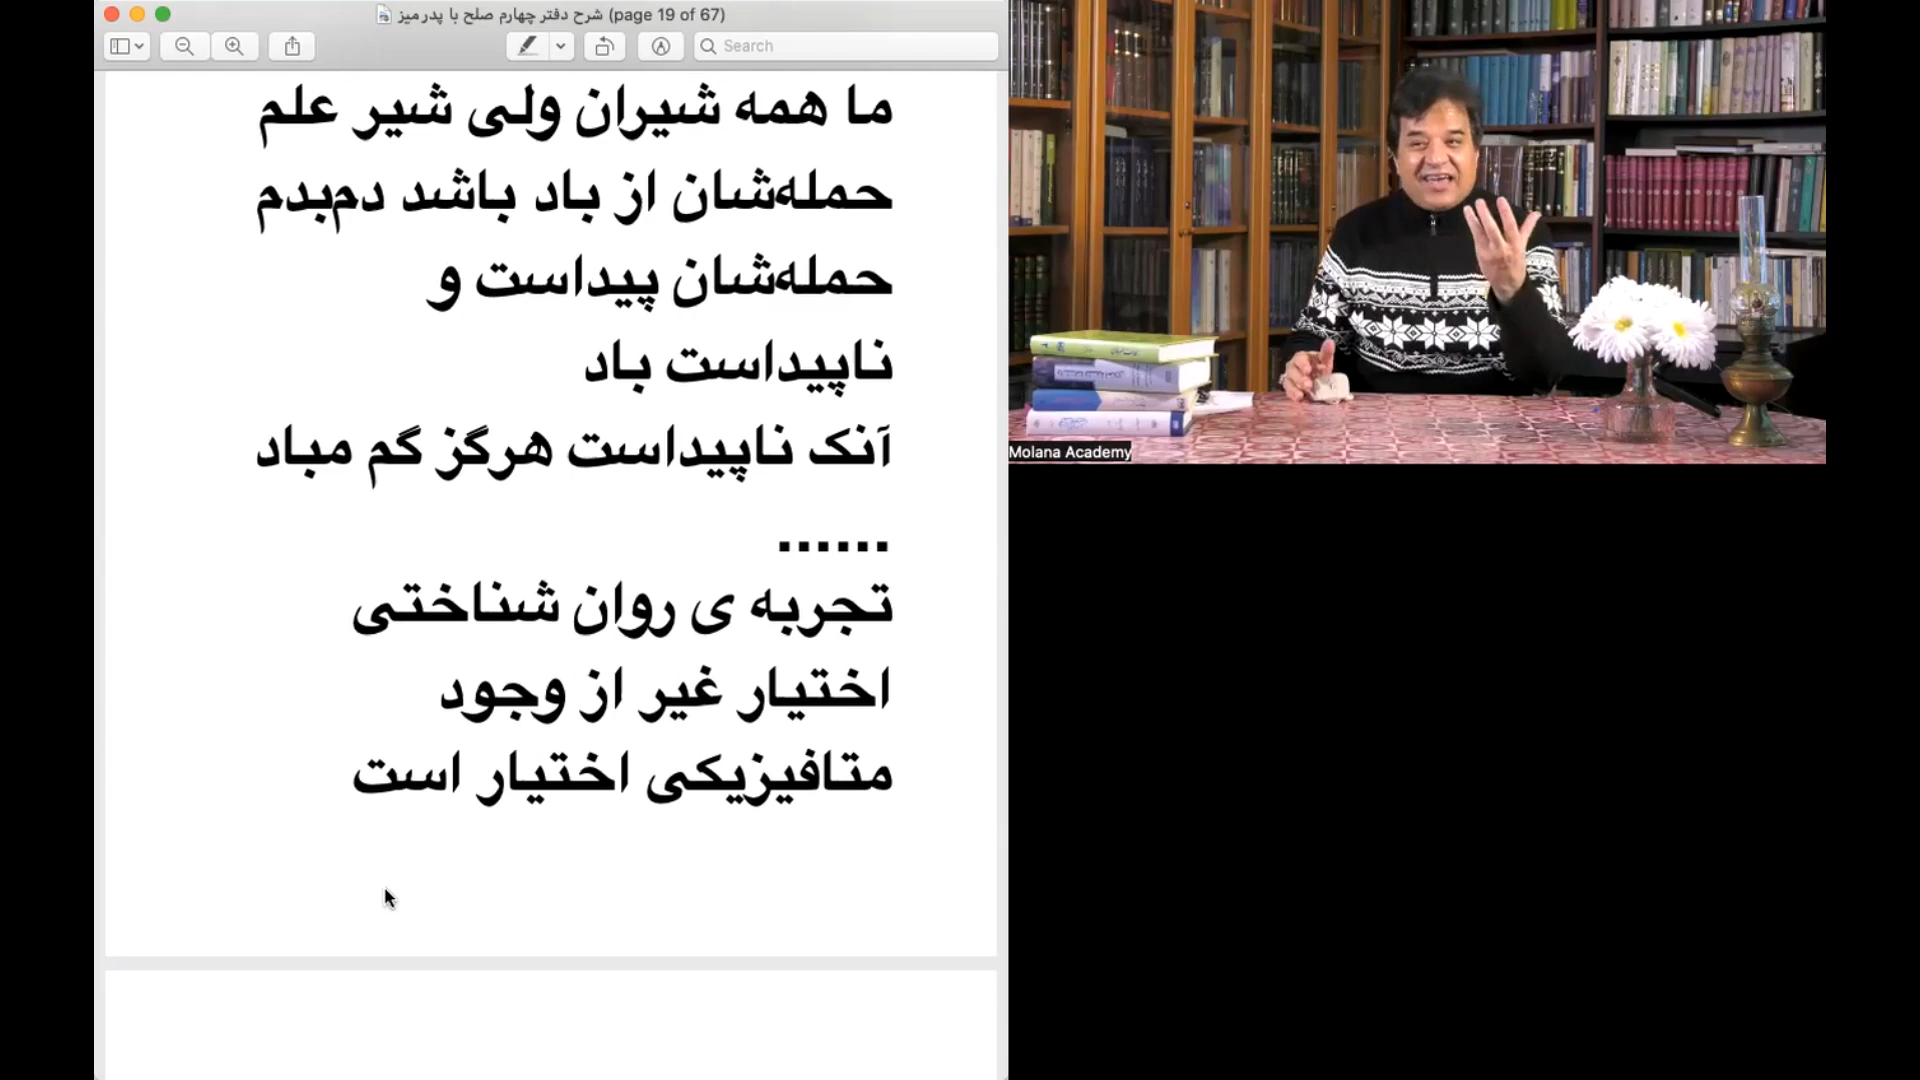 شرح دفتر چهارم صلح با پدر میز (page 19 of 67)
Search
ما همه شیران ولی شیر علم
حمله‌شان از باد باشد دم‌بدم
حمله‌شان پیداست و
ناپیداست باد
آنک ناپیداست هرگز گم مباد
......
تجربه ی روان شناختی
اختیار غیر از وجود
متافیزیکی اختیار است
Molana Academy